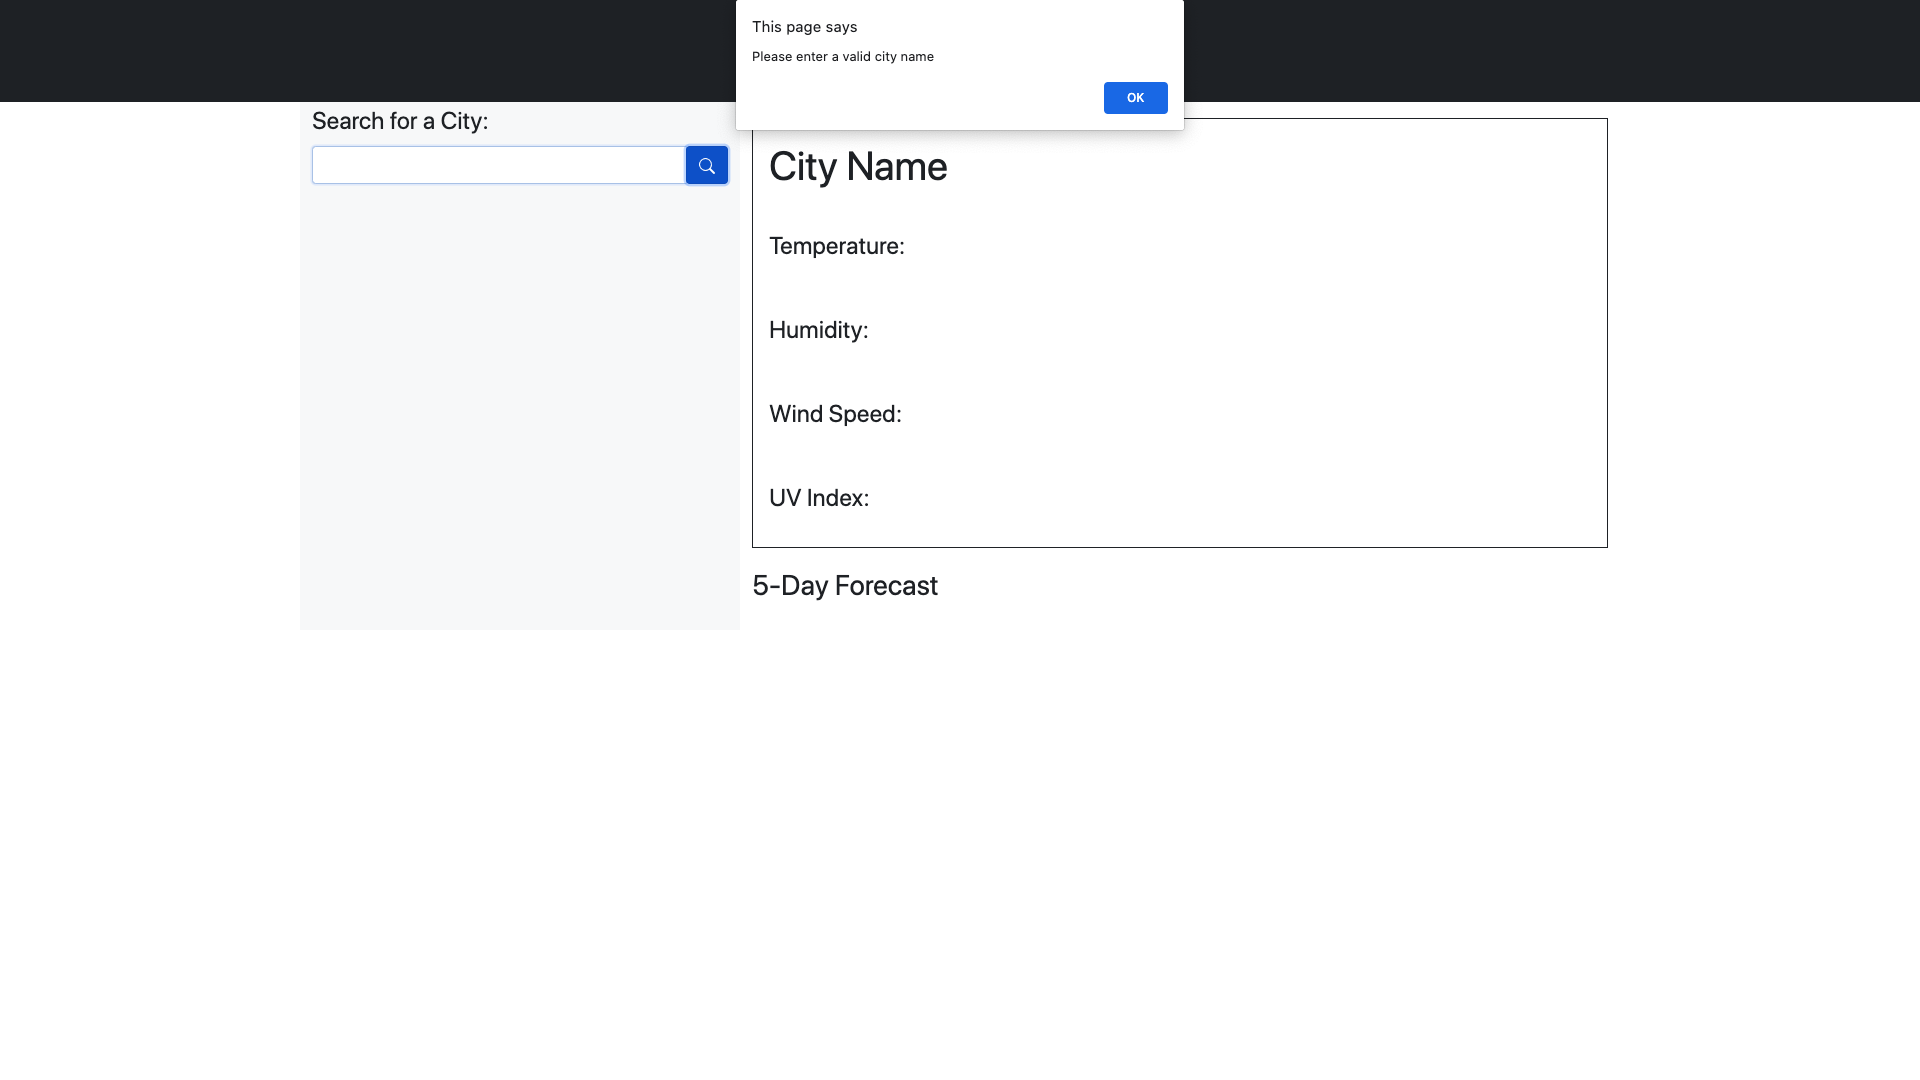 This page says
Please enter a valid city name
OK
Search for a City:
City Name
Temperature:
Humidity:
Wind Speed:
UV Index:
5-Day Forecast